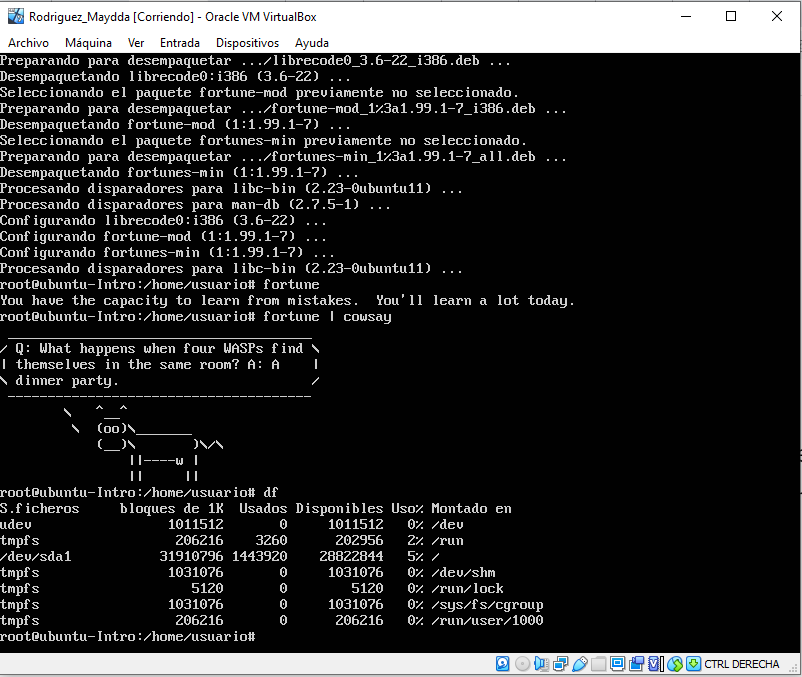 Rodriguez_Maydda [Corriendo] - Oracle VM VirtualBox
Archivo Máquina Ver Entrada Dispositivos Ayuda
Preparando para desempaquetar .../librecode0_3.6-22_i386.deb ...
Desempaquetando librecode0:i386 (3.6-22) ...
Seleccionando el paquete fortune-mod previamente no seleccionado.
Preparando para desempaquetar .../fortune-mod_1%3a1.99.1-7_i386.deb ...
Desempaquetando fortune-mod (1:1.99.1-7) ...
Seleccionando el paquete fortunes-min previamente no seleccionado.
Preparando para desempaquetar .../fortunes-min_1%3a1.99.1-7_all.deb ...
Desempaquetando fortunes-min (1:1.99.1-7) ...
Procesando disparadores para libc-bin (2.23-0ubuntu11) ...
Procesando disparadores para man-db (2.7.5-1) ...
Configurando librecode0:i386 (3.6-22) ...
Configurando fortune-mod (1:1.99.1-7) ...
Configurando fortunes-min (1:1.99.1-7) ...
Procesando disparadores para libc-bin (2.23-0ubuntu11) ...
root@ubuntu-Intro:/home/usuario# fortune
You have the capacity to learn from mistakes.  You'll learn a lot today.
root@ubuntu-Intro:/home/usuario# fortune | cowsay
 ______________________________________
/ Q: What happens when four WASPs find \
| themselves in the same room? A: A    |
\ dinner party.                        /
 --------------------------------------
        \   ^__^
         \  (oo)\_______
            (__)\       )\/\
                ||----w |
                ||     ||
root@ubuntu-Intro:/home/usuario# df
S.ficheros     bloques de 1K  Usados Disponibles Uso% Montado en
udev                 1011512       0     1011512   0% /dev
tmpfs                 206216    3260      202956   2% /run
/dev/sda1           31910796 1443920    28822844   5% /
tmpfs                1031076       0     1031076   0% /dev/shm
tmpfs                   5120       0        5120   0% /run/lock
tmpfs                1031076       0     1031076   0% /sys/fs/cgroup
tmpfs                 206216       0      206216   0% /run/user/1000
root@ubuntu-Intro:/home/usuario#
CTRL DERECHA